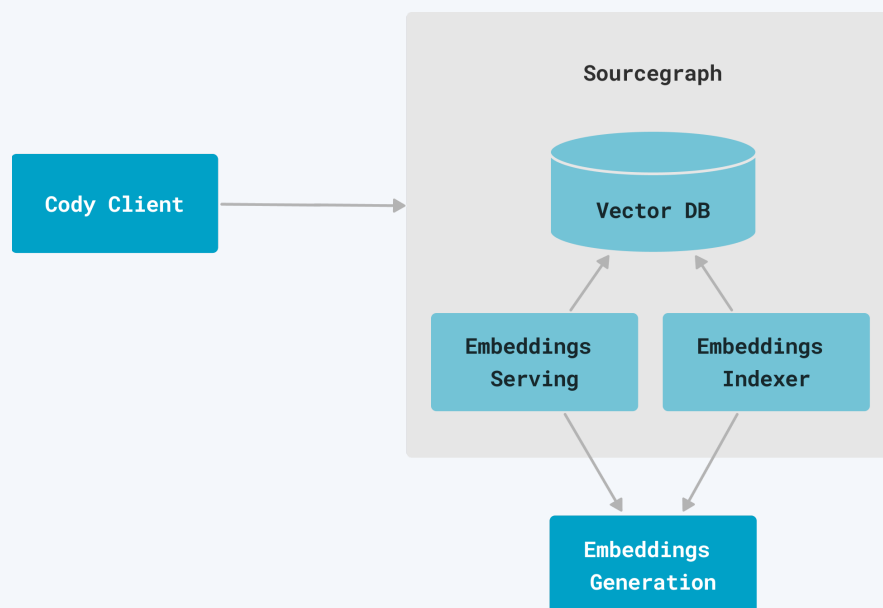 Sourcegraph
Cody Client
Vector DB
Embeddings
Serving
Embeddings
Indexer
Embeddings
Generation